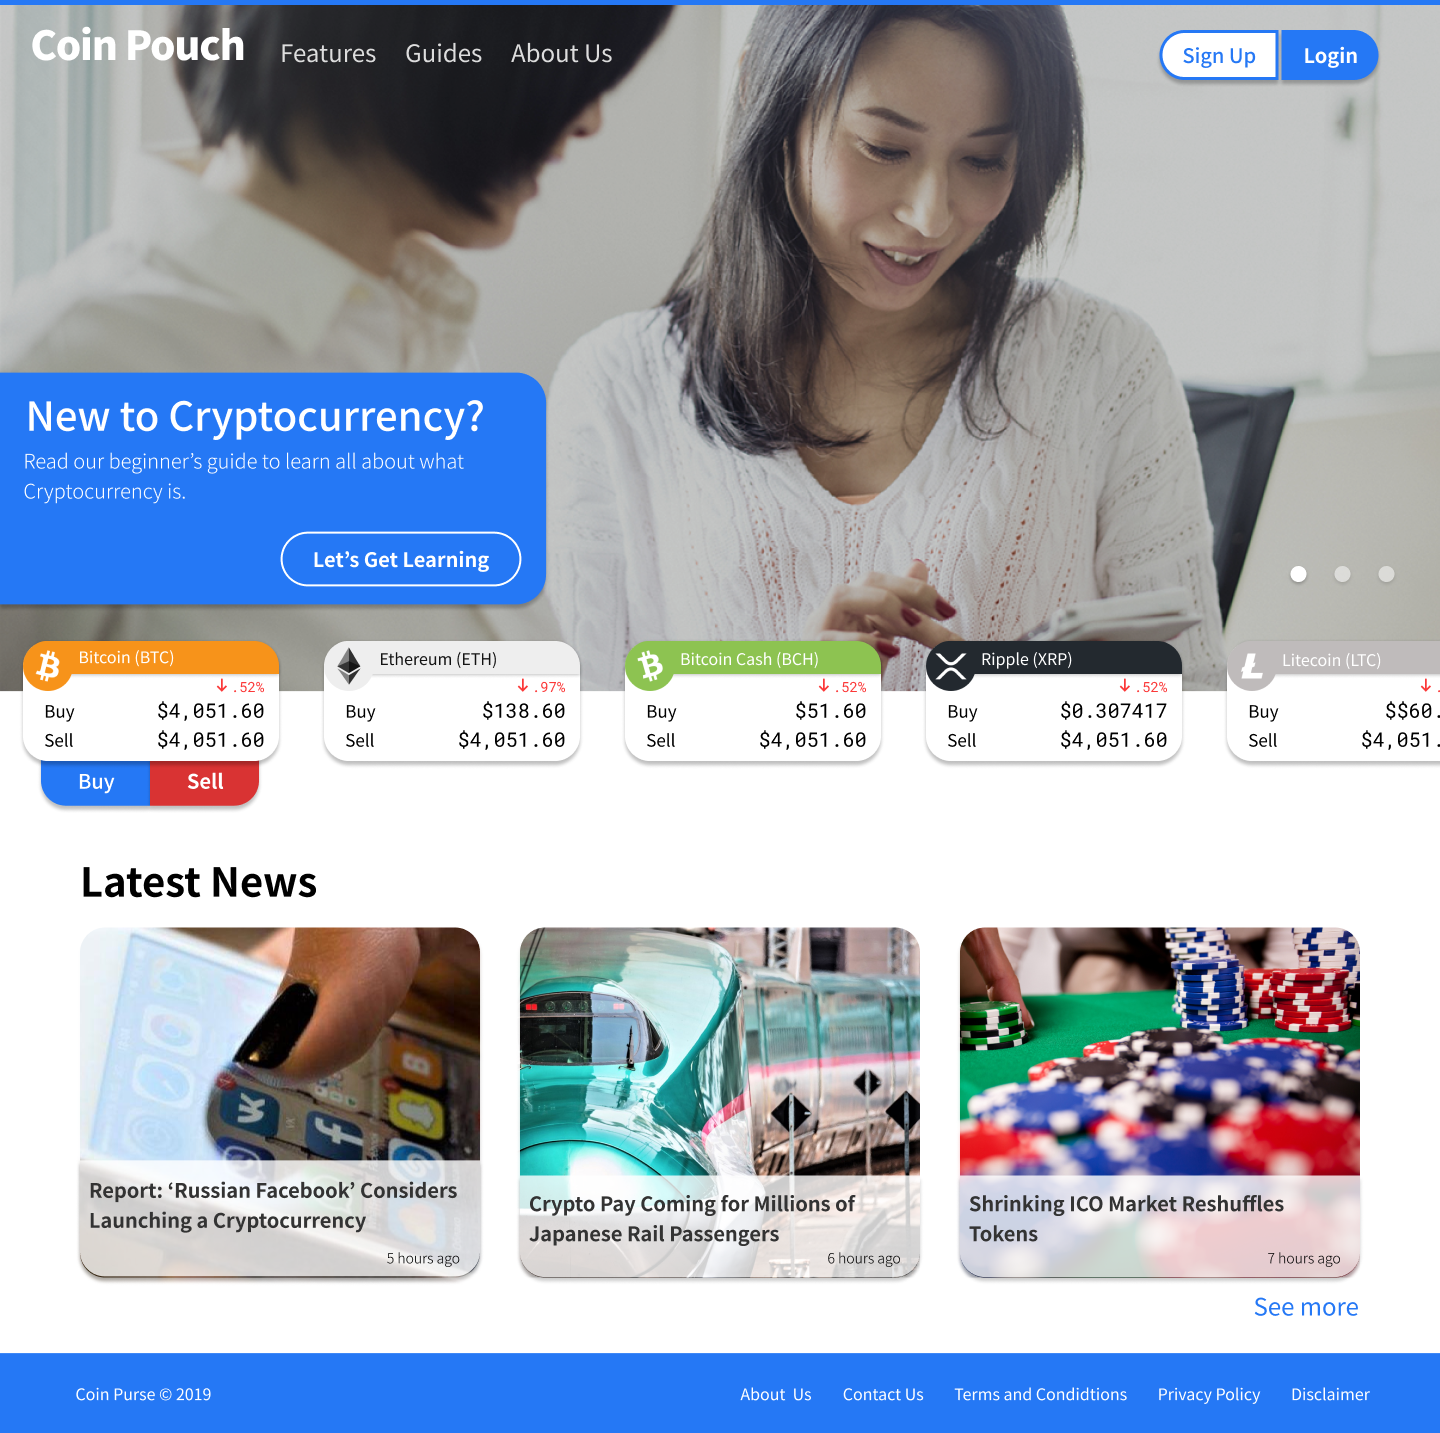 Coin Pouch
Features
Guides
About Us
Sign Up
Login
New to Cryptocurrency?
Read our beginner’s guide to learn all about what
Cryptocurrency is.
Let’s Get Learning
Bitcoin (BTC)
↓ .52%
Buy $4,051.60
Sell $4,051.60
Buy
Sell
Ethereum (ETH)
↓ .97%
Buy $138.60
Sell $4,051.60
Bitcoin Cash (BCH)
↓ .52%
Buy $51.60
Sell $4,051.60
Ripple (XRP)
↓ .52%
Buy $0.307417
Sell $4,051.60
Litecoin (LTC)
↓ .
Buy $$60.
Sell $4,051.
Latest News
Report: ‘Russian Facebook’ Considers
Launching a Cryptocurrency
5 hours ago
Crypto Pay Coming for Millions of
Japanese Rail Passengers
6 hours ago
Shrinking ICO Market Reshuffles
Tokens
7 hours ago
See more
Coin Purse © 2019
About  Us
Contact Us
Terms and Condidtions
Privacy Policy
Disclaimer